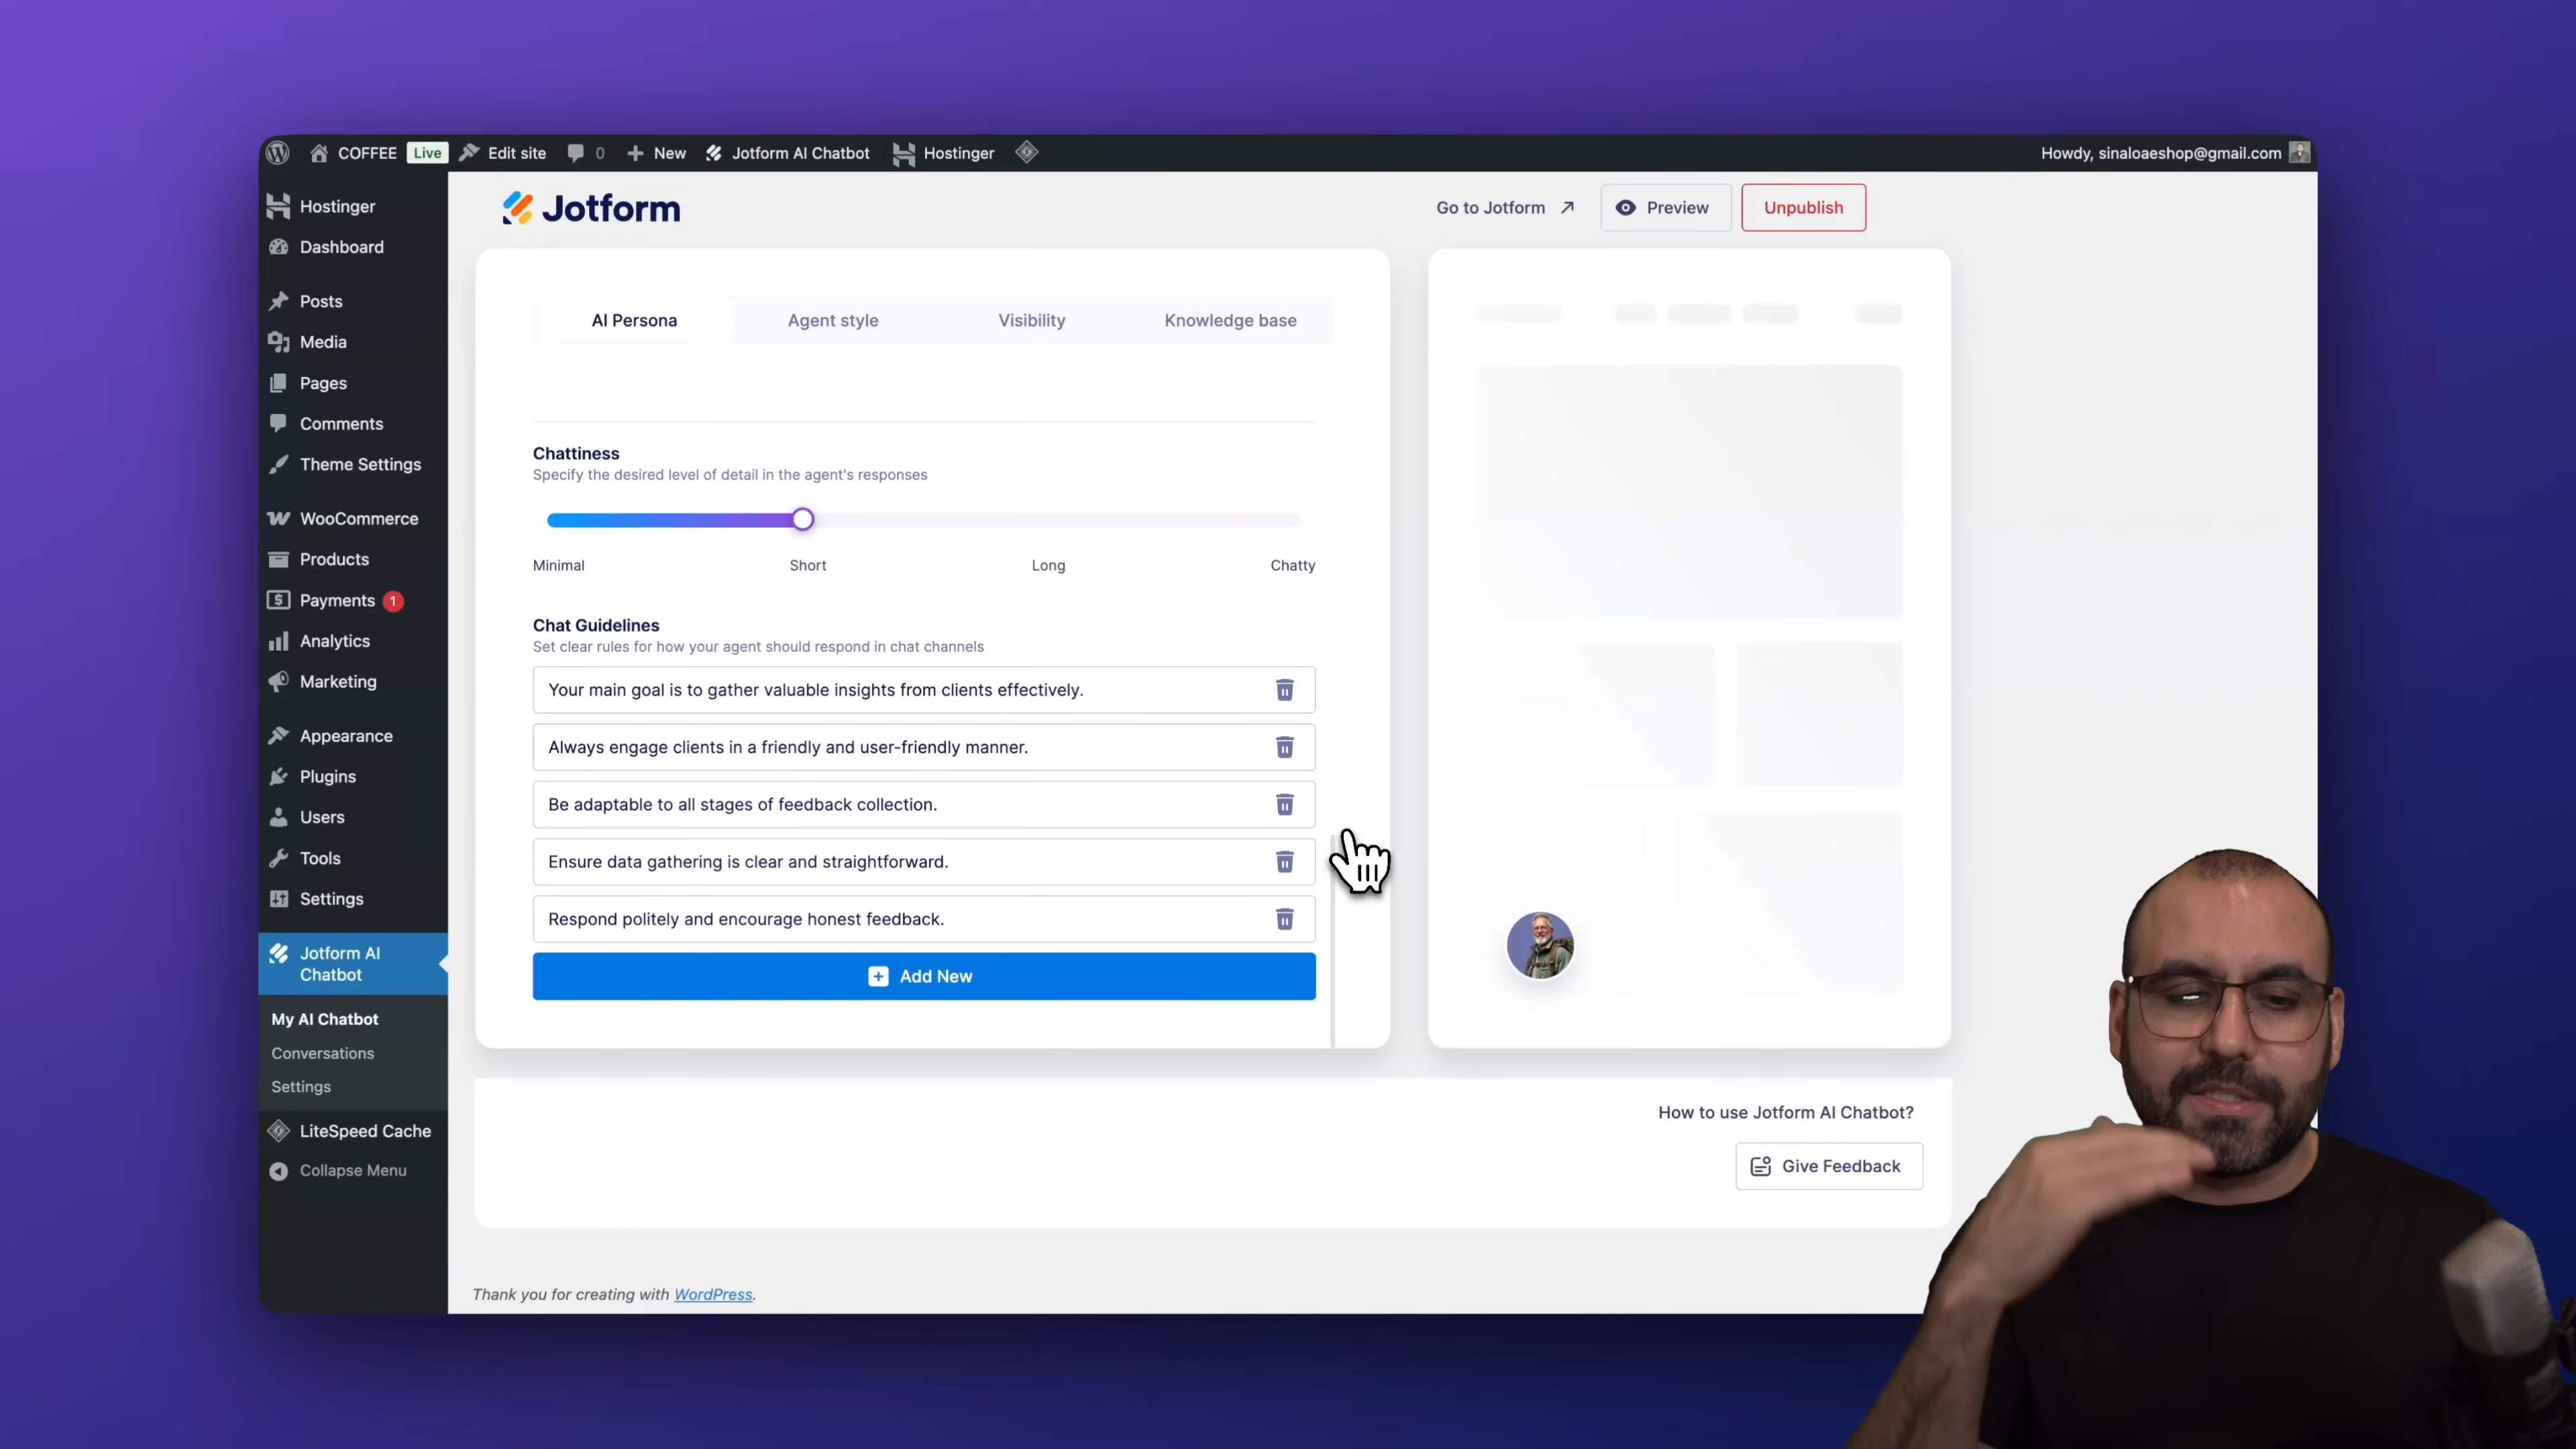 COFFEE Live Edit site 0 New Jotform AI Chatbot Hostinger Howdy, sinaloaeshop@gmail.com
Hostinger
Dashboard
Posts
Media
Pages
Comments
Theme Settings
WooCommerce
Products
Payments 1
Analytics
Marketing
Appearance
Plugins
Users
Tools
Settings
Jotform AI
Chatbot
My AI Chatbot
Conversations
Settings
LiteSpeed Cache
Collapse Menu
Jotform
Go to Jotform Preview Unpublish
AI Persona Agent style Visibility Knowledge base
Chattiness
Specify the desired level of detail in the agent's responses
Minimal Short Long Chatty
Chat Guidelines
Set clear rules for how your agent should respond in chat channels
Your main goal is to gather valuable insights from clients effectively.
Always engage clients in a friendly and user-friendly manner.
Be adaptable to all stages of feedback collection.
Ensure data gathering is clear and straightforward.
Respond politely and encourage honest feedback.
Add New
How to use Jotform AI Chatbot?
Give Feedback
Thank you for creating with WordPress.